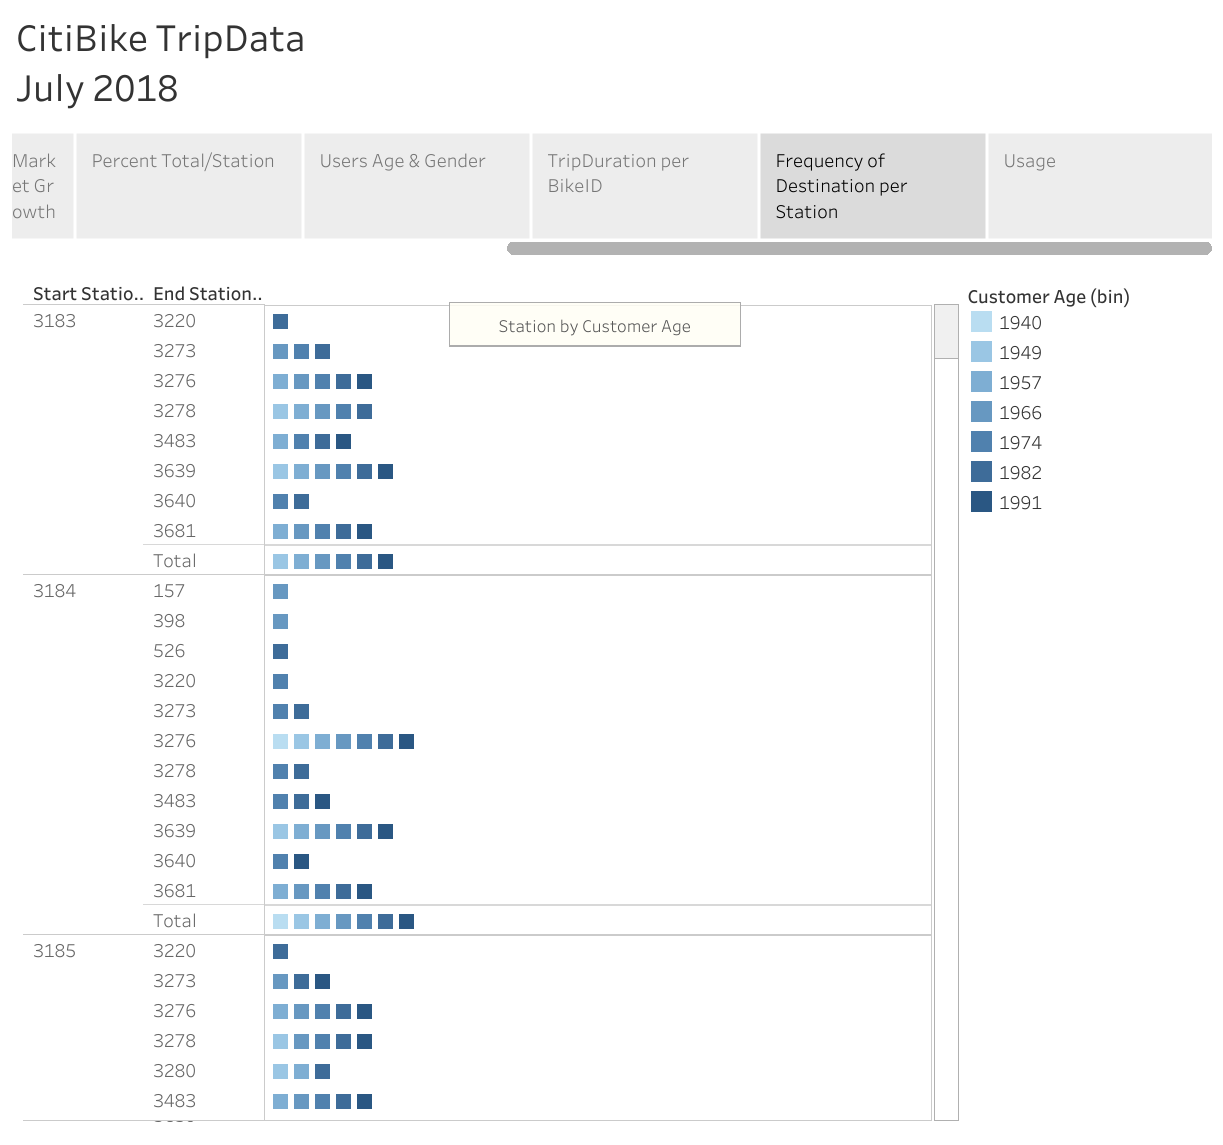 CitiBike TripData
July 2018
Mark
et Gr
owth
Percent Total/Station
Users Age & Gender
TripDuration per
BikeID
Frequency of
Destination per
Station
Usage
Start Statio.. End Station..
Station by Customer Age
3183 3220
3273
3276
3278
3483
3639
3640
3681
Total
3184 157
398
526
3220
3273
3276
3278
3483
3639
3640
3681
Total
3185 3220
3273
3276
3278
3280
3483
Customer Age (bin)
1940
1949
1957
1966
1974
1982
1991